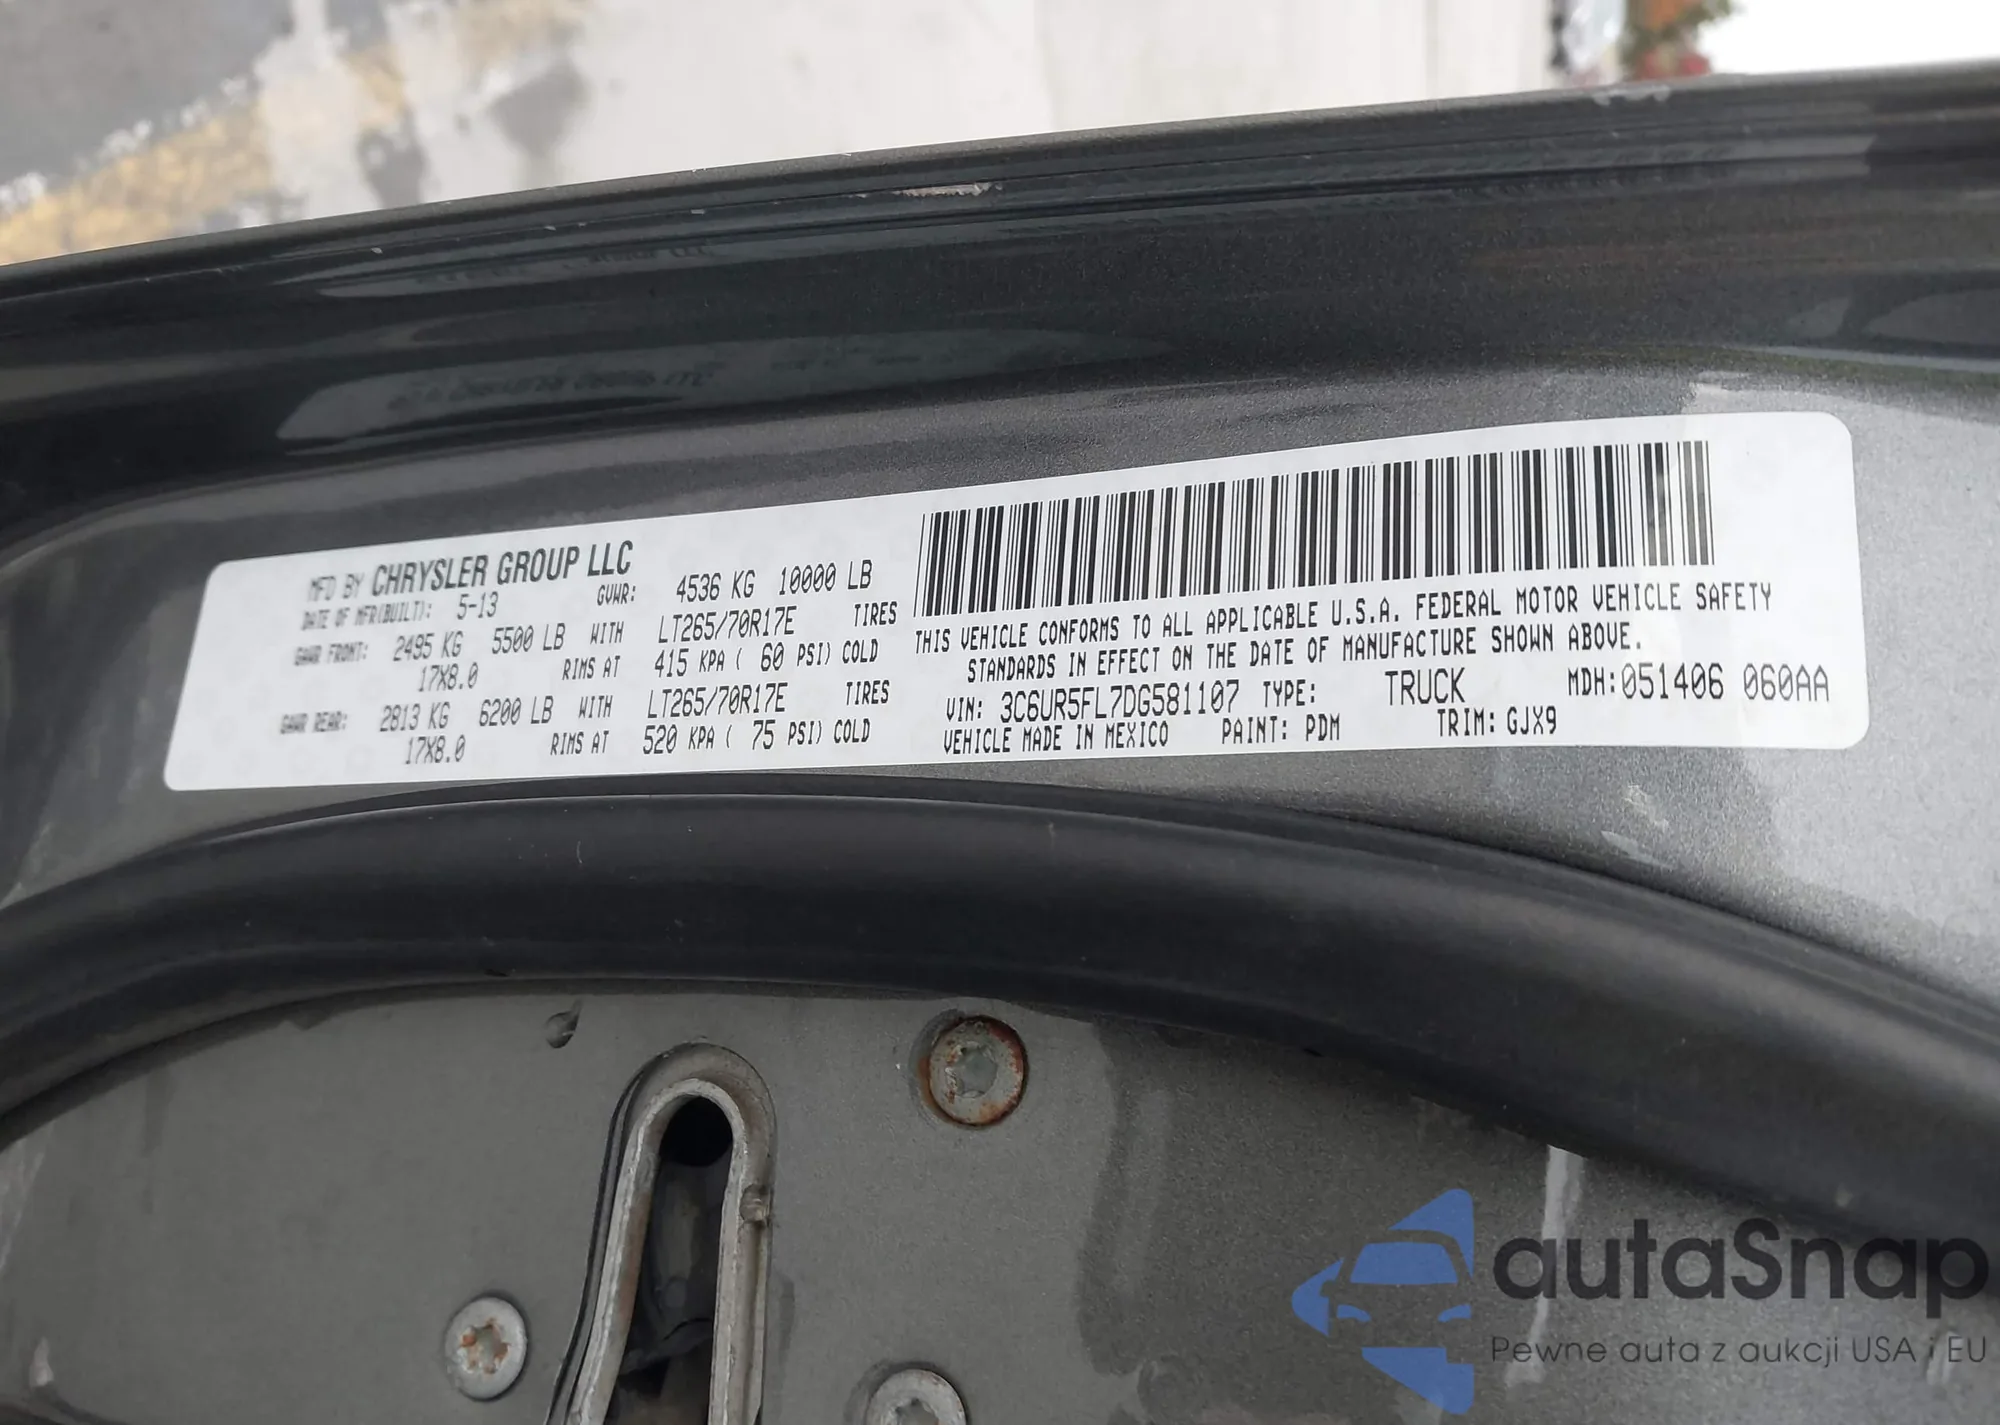 MFD BY CHRYSLER GROUP LLC
DATE OF MFR(BUILT): 5-13 GVWR: 4536 KG 10000 LB
GAWR FRONT: 2495 KG 5500 LB WITH LT265/70R17E TIRES
17X8.0 RIMS AT 415 KPA ( 60 PSI) COLD
GAWR REAR: 2813 KG 6200 LB WITH LT265/70R17E TIRES
17X8.0 RIMS AT 520 KPA ( 75 PSI) COLD
THIS VEHICLE CONFORMS TO ALL APPLICABLE U.S.A. FEDERAL MOTOR VEHICLE SAFETY
STANDARDS IN EFFECT ON THE DATE OF MANUFACTURE SHOWN ABOVE.
VIN: 3C6UR5FL7DG581107 TYPE: TRUCK MDH:051406 060AA
VEHICLE MADE IN MEXICO PAINT: PDM TRIM: GJX9
autaSnap
Pewne auta z aukcji USA i EU